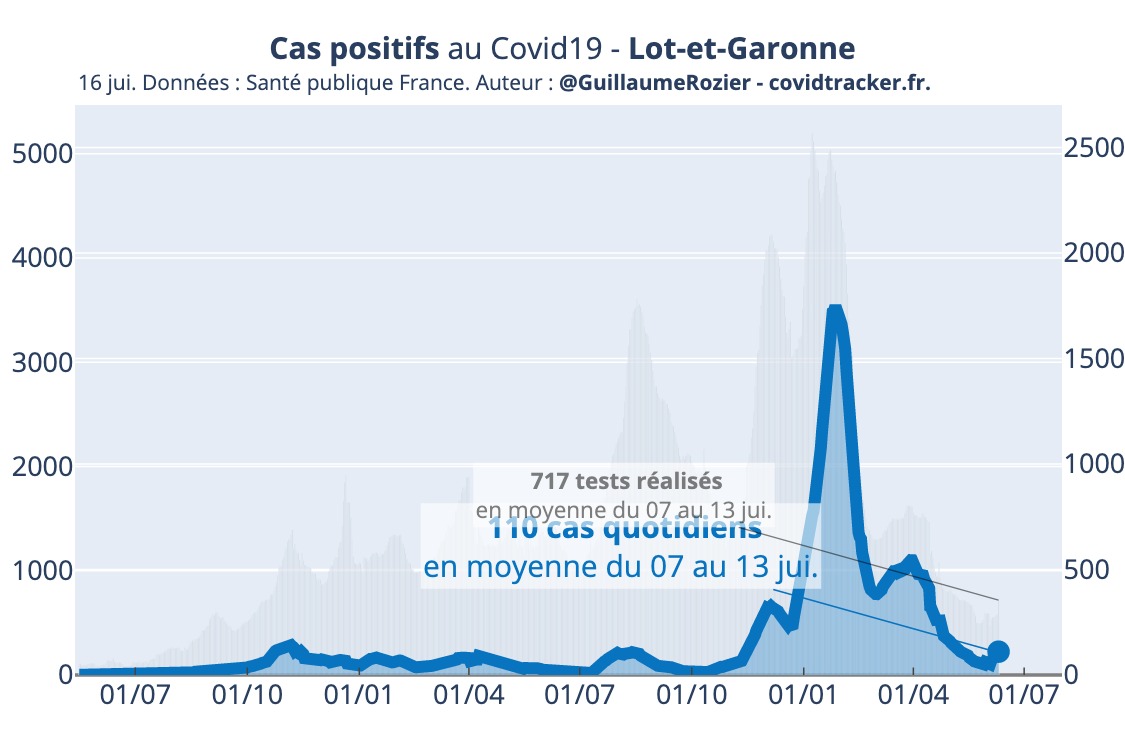 Cas positifs au Covid19 - Lot-et-Garonne
16 jui. Données : Santé publique France. Auteur : @GuillaumeRozier - covidtracker.fr.
5000
4000
3000
2000
1000
0
2500
2000
1500
1000
500
0
717 tests réalisés
en moyenne du 07 au 13 jui.
110 cas quotidiens
en moyenne du 07 au 13 jui.
01/07 01/10 01/01 01/04 01/07 01/10 01/01 01/04 01/07